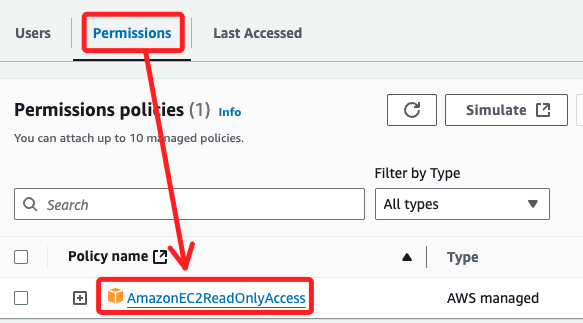 Users Permissions Last Accessed
Permissions policies (1) Info
Simulate
You can attach up to 10 managed policies.
Filter by Type
Search
All types
Policy name Type
AmazonEC2ReadOnlyAccess AWS managed